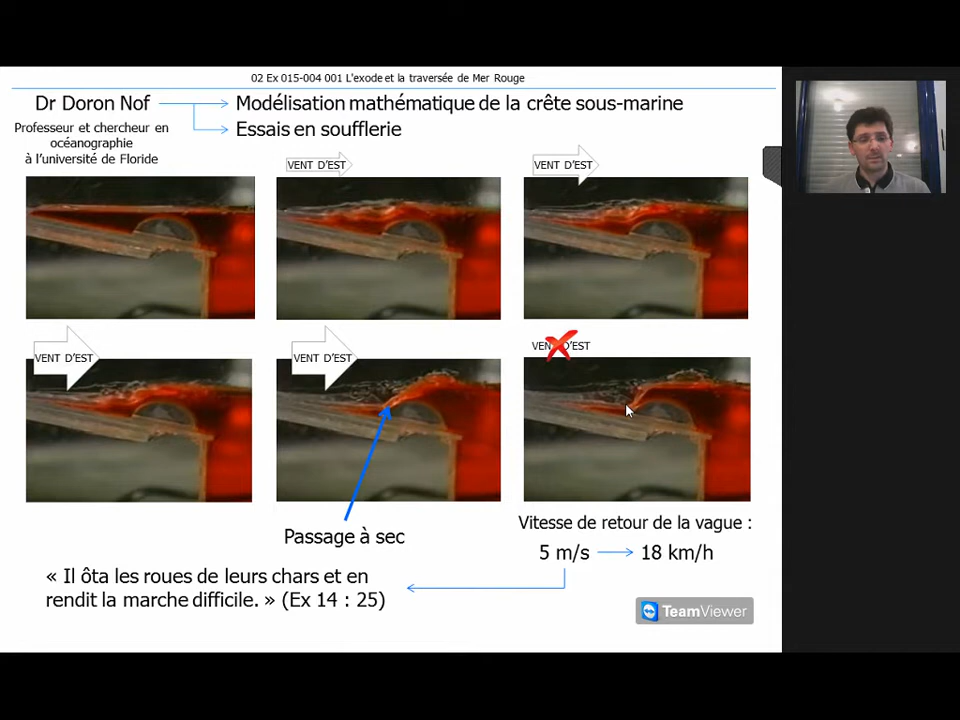 02 Ex 015-004 001 L'exode et la traversée de Mer Rouge
Dr Doron Nof
Modélisation mathématique de la crête sous-marine
Essais en soufflerie
Professeur et chercheur en
océanographie
à l'université de Floride
VENT D'EST
VENT D'EST
VENT D'EST
VENT D'EST
VENT D'EST
Passage à sec
Vitesse de retour de la vague :
5 m/s
18 km/h
« Il ôta les roues de leurs chars et en
rendit la marche difficile. » (Ex 14 : 25)
TeamViewer